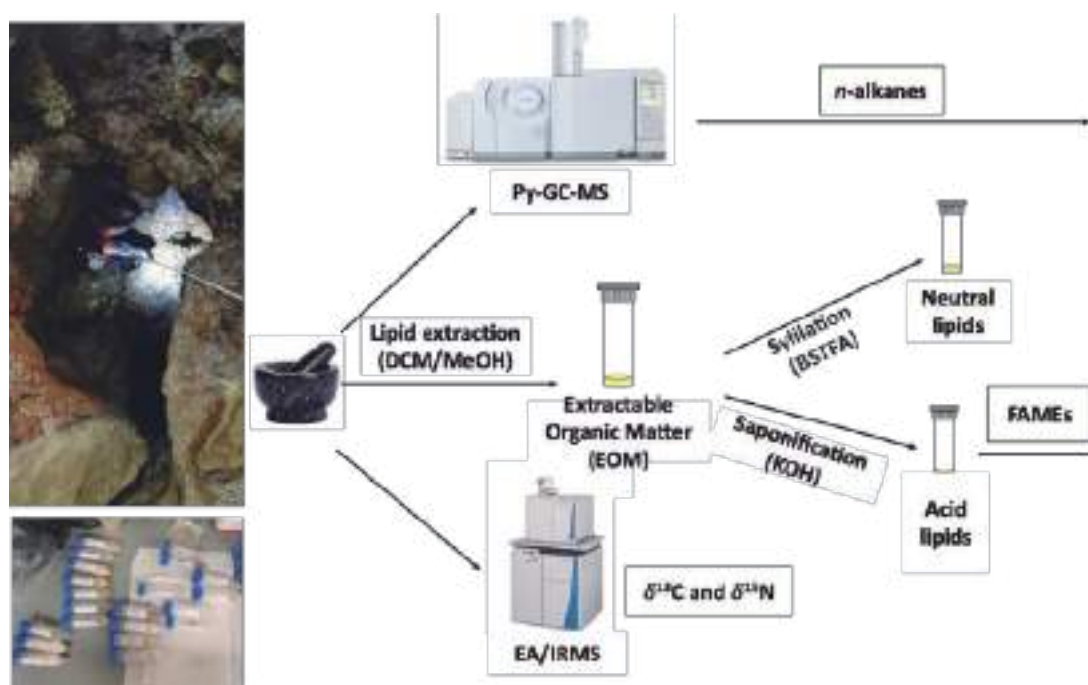 n-alkanes
Py-GC-MS
Lipid extraction
(DCM/MeOH)
Extractable
Organic Matter
(EOM)
Sylilation
(BSTFA)
Neutral
lipids
Saponification
(KOH)
FAMEs
Acid
lipids
δ¹³C and δ¹⁵N
EA/IRMS